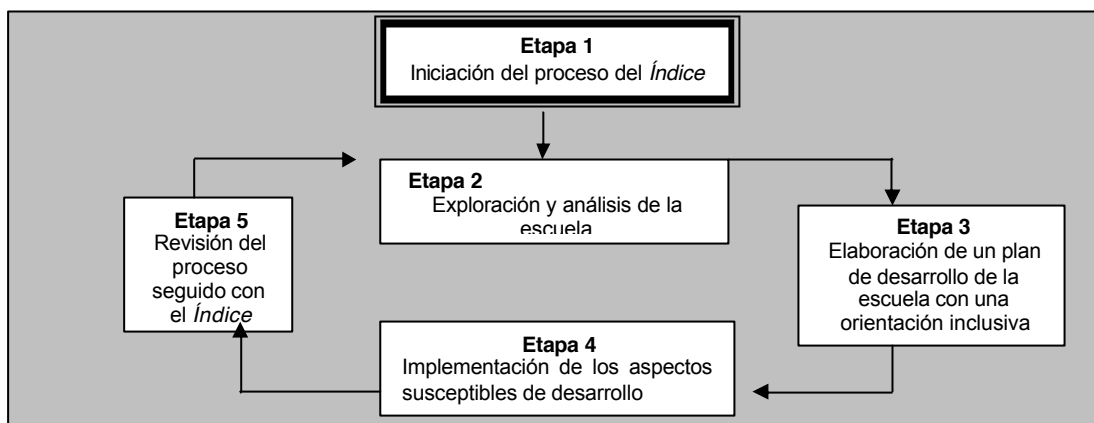 Etapa 1
Iniciación del proceso del Índice
Etapa 2
Exploración y análisis de la
escuela
Etapa 3
Elaboración de un plan
de desarrollo de la
escuela con una
orientación inclusiva
Etapa 4
Implementación de los aspectos
susceptibles de desarrollo
Etapa 5
Revisión del
proceso
seguido con
el Índice